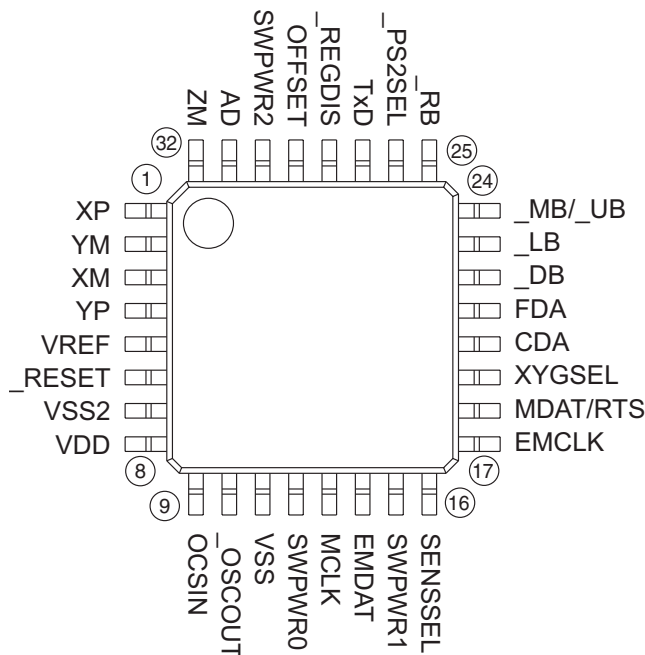 ZM
AD
SWPWR2
OFFSET
_REGDIS
TxD
_PS2SEL
_RB
32
25
1
24
XP
YM
XM
YP
VREF
_RESET
VSS2
VDD
_MB/_UB
_LB
_DB
FDA
CDA
XYGSEL
MDAT/RTS
EMCLK
8
17
9
16
OCSIN
_OSCOUT
VSS
SWPWR0
MCLK
EMDAT
SWPWR1
SENSSEL